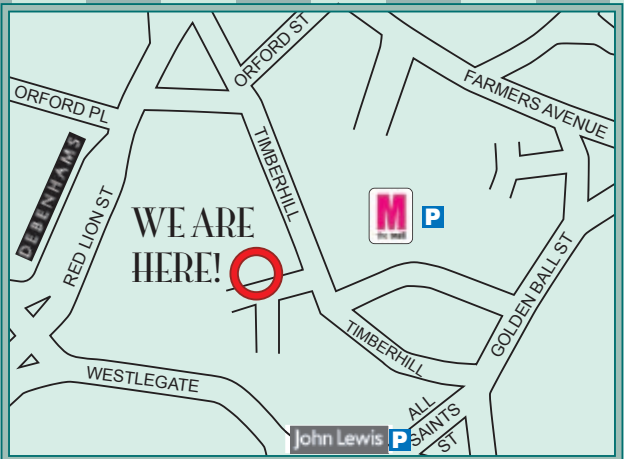 ORFORD ST
FARMERS AVENUE
ORFORD PL
DEBENHAMS
TIMBERHILL
RED LION ST
M
the mall
P
WE ARE
HERE!
GOLDEN BALL ST
TIMBERHILL
WESTLEGATE
ALL
SAINTS
ST
John Lewis P